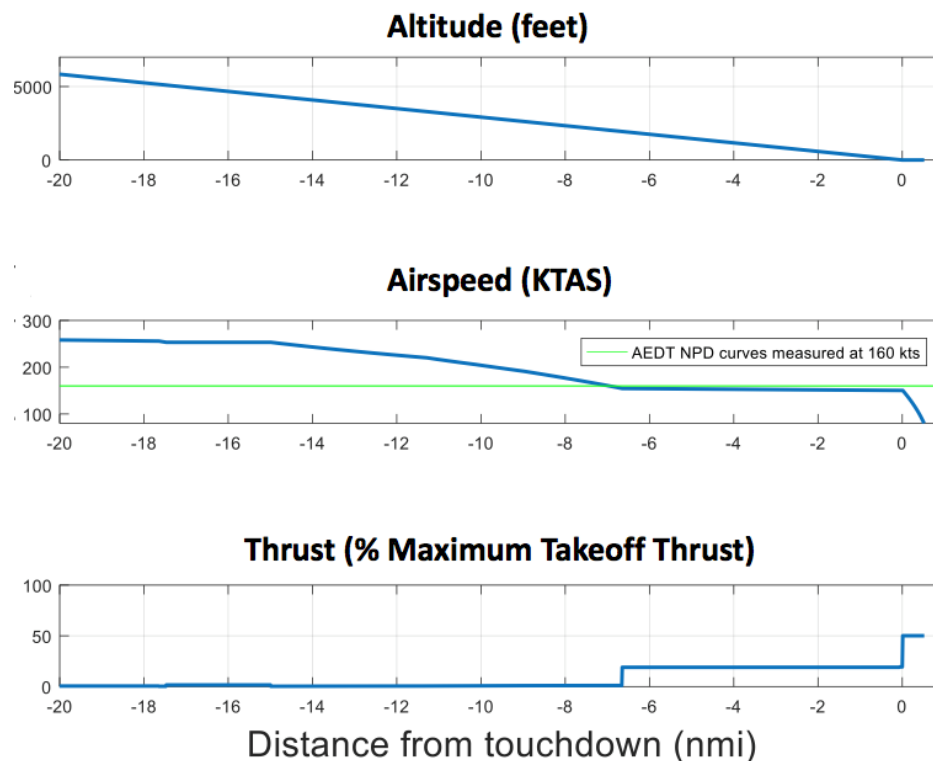 Altitude (feet)
5000
0
-20 -18 -16 -14 -12 -10 -8 -6 -4 -2 0
Airspeed (KTAS)
300
200
100
AEDT NPD curves measured at 160 kts
-20 -18 -16 -14 -12 -10 -8 -6 -4 -2 0
Thrust (% Maximum Takeoff Thrust)
100
50
0
-20 -18 -16 -14 -12 -10 -8 -6 -4 -2 0
Distance from touchdown (nmi)